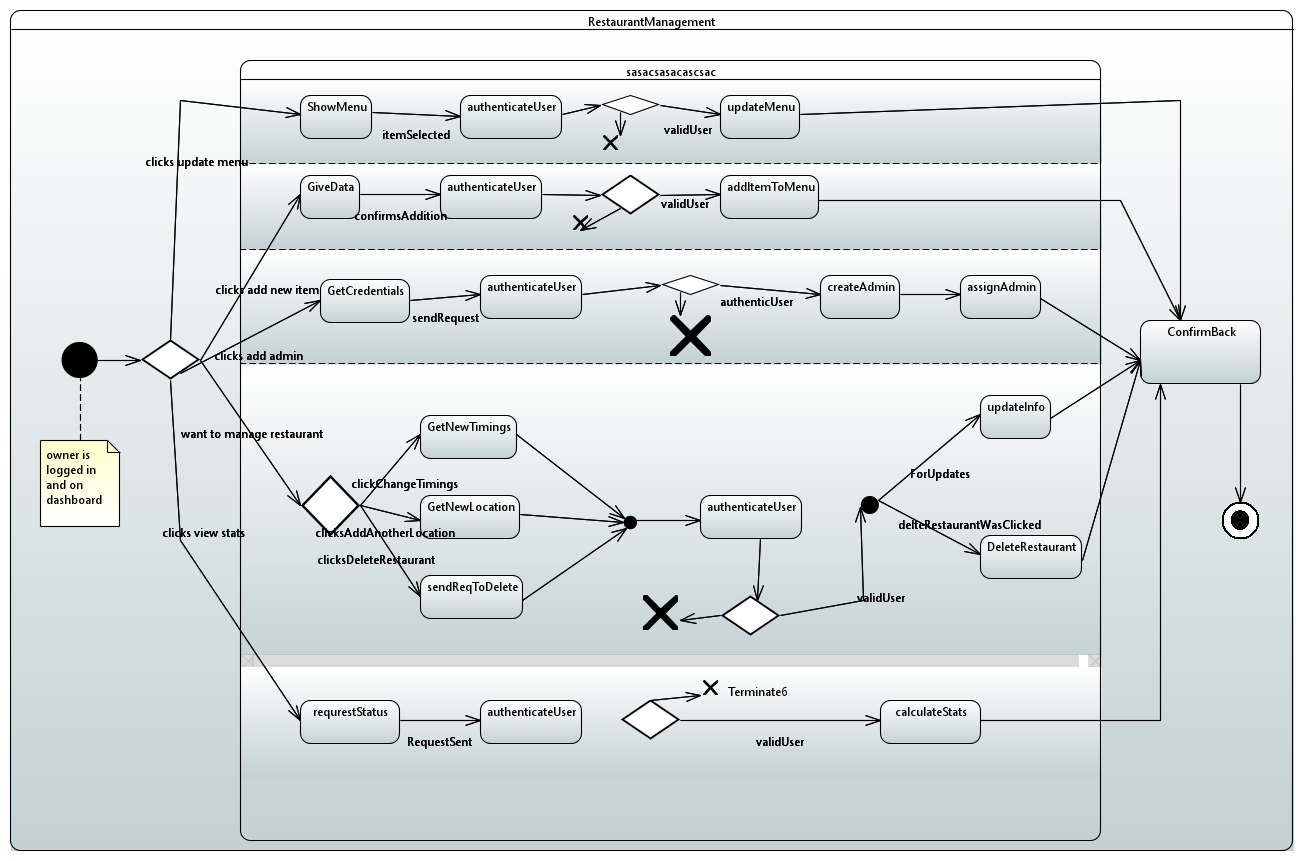 RestaurantManagement
sasacsasacascsac
ShowMenu
itemSelected
authenticateUser
validUser
updateMenu
clicks update menu
GiveData
confirmsAddition
authenticateUser
validUser
addItemToMenu
clicks add new item
GetCredentials
sendRequest
authenticateUser
authenticUser
createAdmin
assignAdmin
clicks add admin
ConfirmBack
want to manage restaurant
owner is
logged in
and on
dashboard
GetNewTimings
clickChangeTimings
GetNewLocation
clicksAddAnotherLocation
clicksDeleteRestaurant
sendReqToDelete
authenticateUser
validUser
updateInfo
ForUpdates
delteRestaurantWasClicked
DeleteRestaurant
clicks view stats
requrestStatus
RequestSent
authenticateUser
Terminate6
validUser
calculateStats